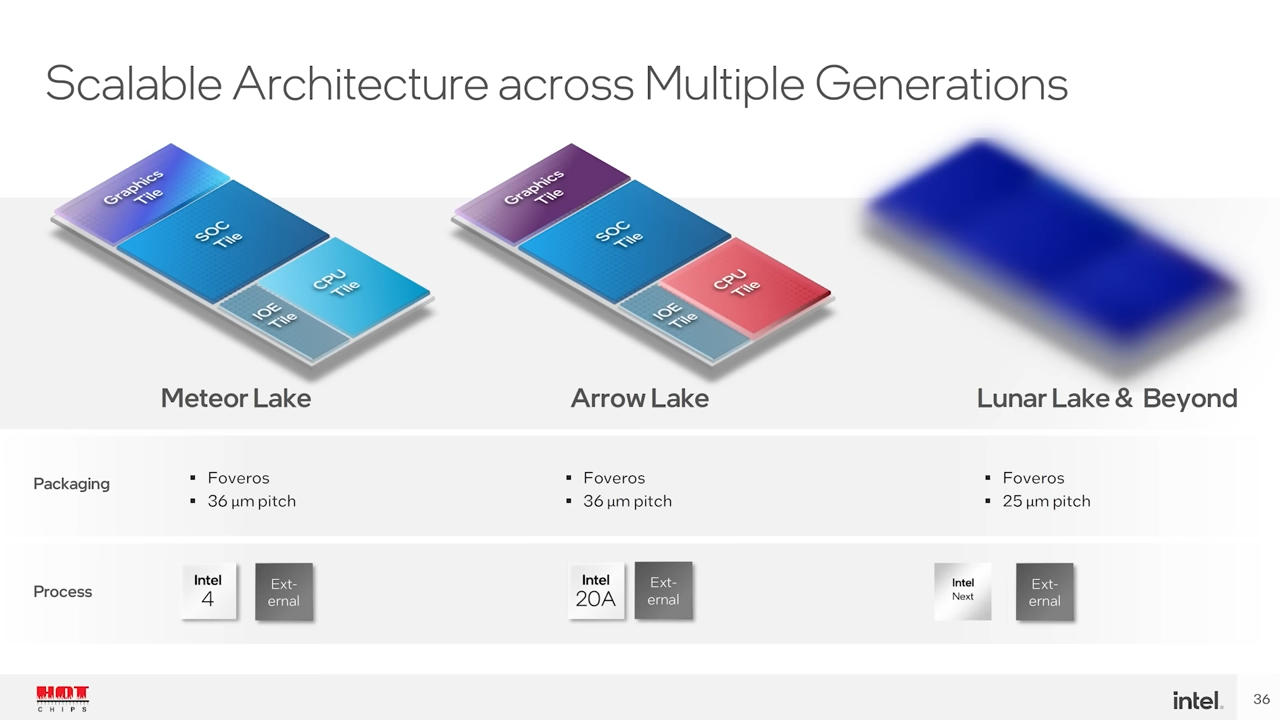 Scalable Architecture across Multiple Generations
Graphics
Tile
SOC
Tile
CPU
Tile
IOE
Tile
Graphics
Tile
SOC
Tile
CPU
Tile
IOE
Tile
Meteor Lake
Arrow Lake
Lunar Lake & Beyond
Packaging
▪ Foveros
▪ 36 µm pitch
▪ Foveros
▪ 36 µm pitch
▪ Foveros
▪ 25 µm pitch
Process
Intel
4
Ext-
ernal
Intel
20A
Ext-
ernal
Intel
Next
Ext-
ernal
HOT
CHIPS
intel.
36